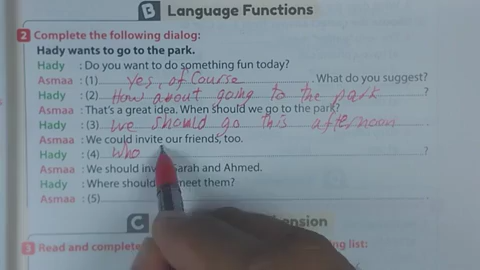 B Language Functions
2 Complete the following dialog:
Hady wants to go to the park.
Hady : Do you want to do something fun today?
Asmaa : (1) Yes, of Course . What do you suggest?
Hady : (2) How about going to the park ?
Asmaa : That's a great idea. When should we go to the park?
Hady : (3) we should go this afternoon
Asmaa : We could invite our friends, too.
Hady : (4) Who ?
Asmaa : We should invite Sarah and Ahmed.
Hady : Where should meet them?
Asmaa : (5)
C
3 Read and complete list: